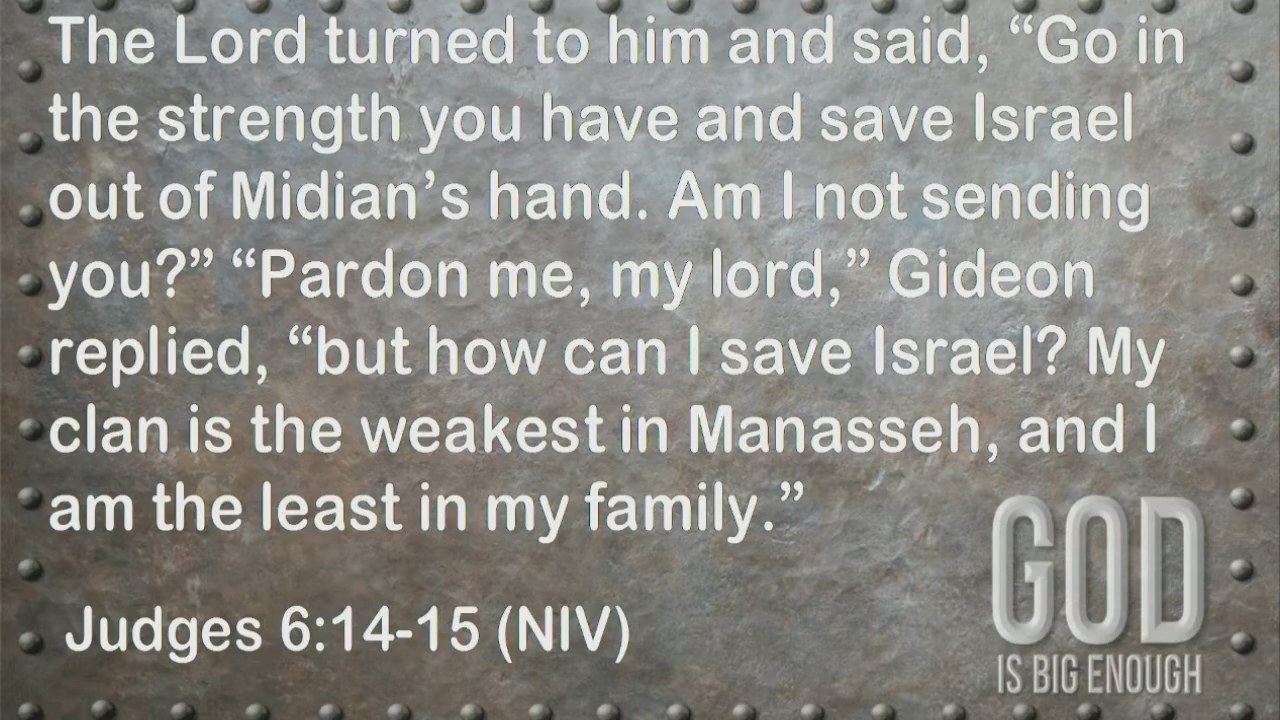 The Lord turned to him and said, “Go in
the strength you have and save Israel
out of Midian’s hand. Am I not sending
you?” “Pardon me, my lord,” Gideon
replied, “but how can I save Israel? My
clan is the weakest in Manasseh, and I
am the least in my family.”
Judges 6:14-15 (NIV)
GOD
IS BIG ENOUGH